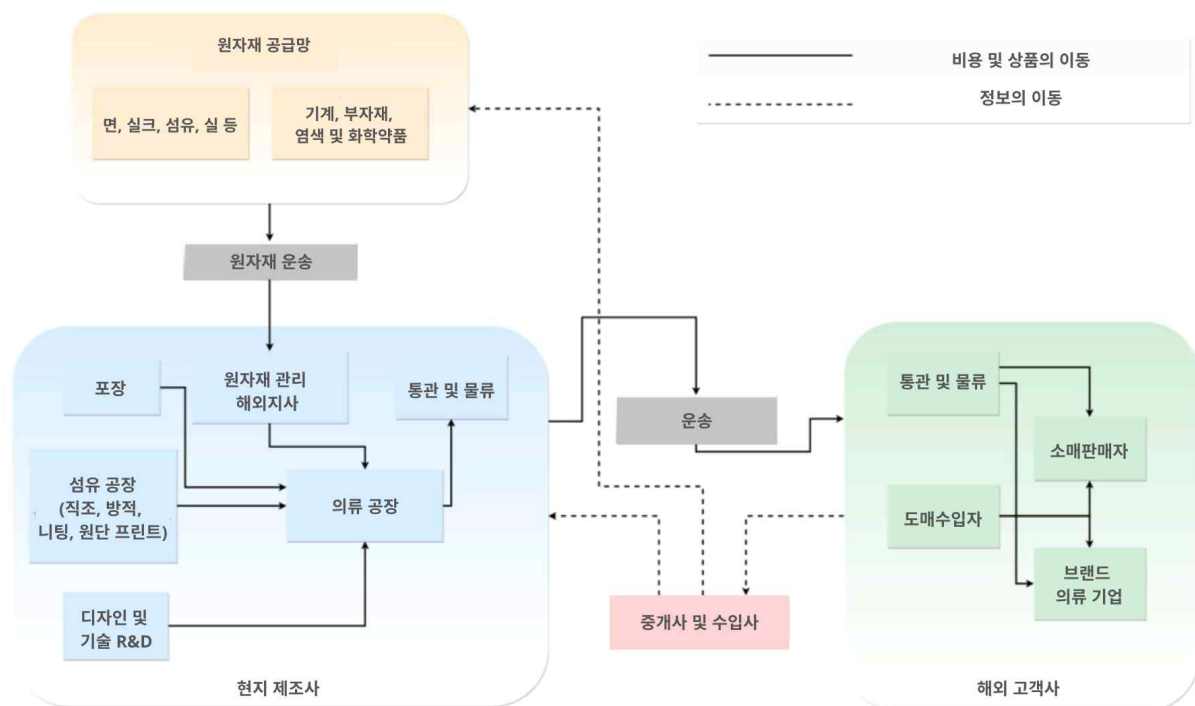 원자재 공급망
면, 실크, 섬유, 실 등
기계, 부자재,
염색 및 화학약품
비용 및 상품의 이동
정보의 이동
원자재 운송
포장
원자재 관리
해외지사
통관 및 물류
섬유 공장
(직조, 방적,
니팅, 원단 프린트)
의류 공장
디자인 및
기술 R&D
현지 제조사
운송
중개사 및 수입사
통관 및 물류
소매판매자
도매수입자
브랜드
의류 기업
해외 고객사